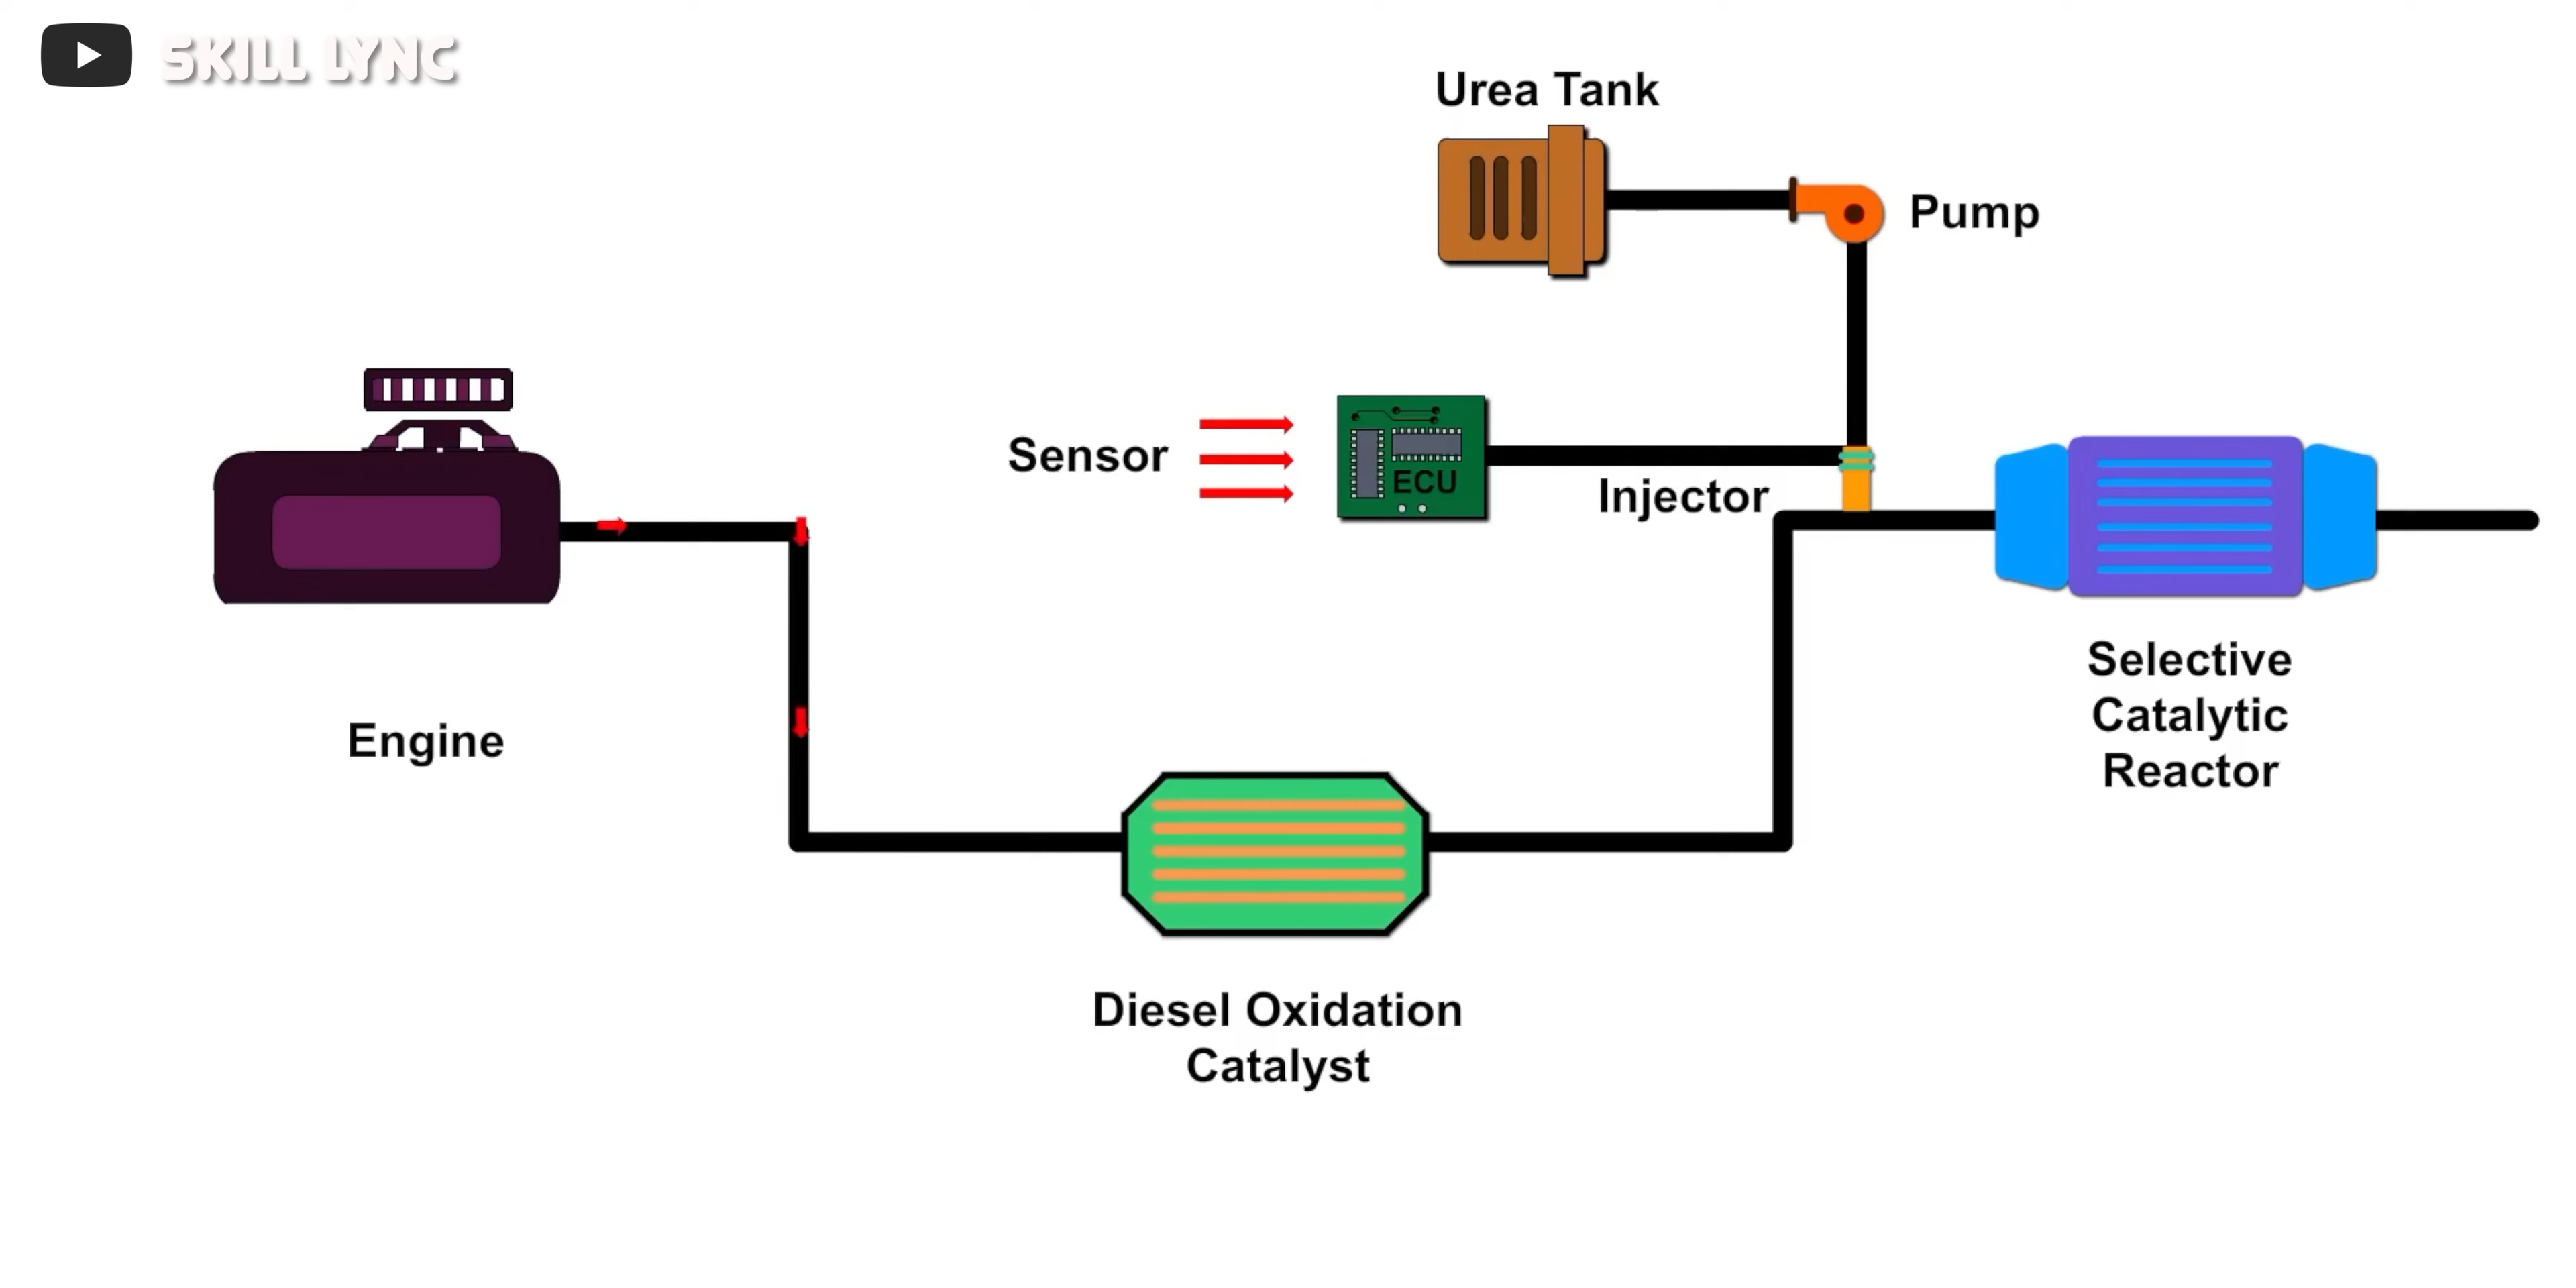 SKILL LYNC
Urea Tank
Pump
Sensor
ECU
Injector
Engine
Selective
Catalytic
Reactor
Diesel Oxidation
Catalyst